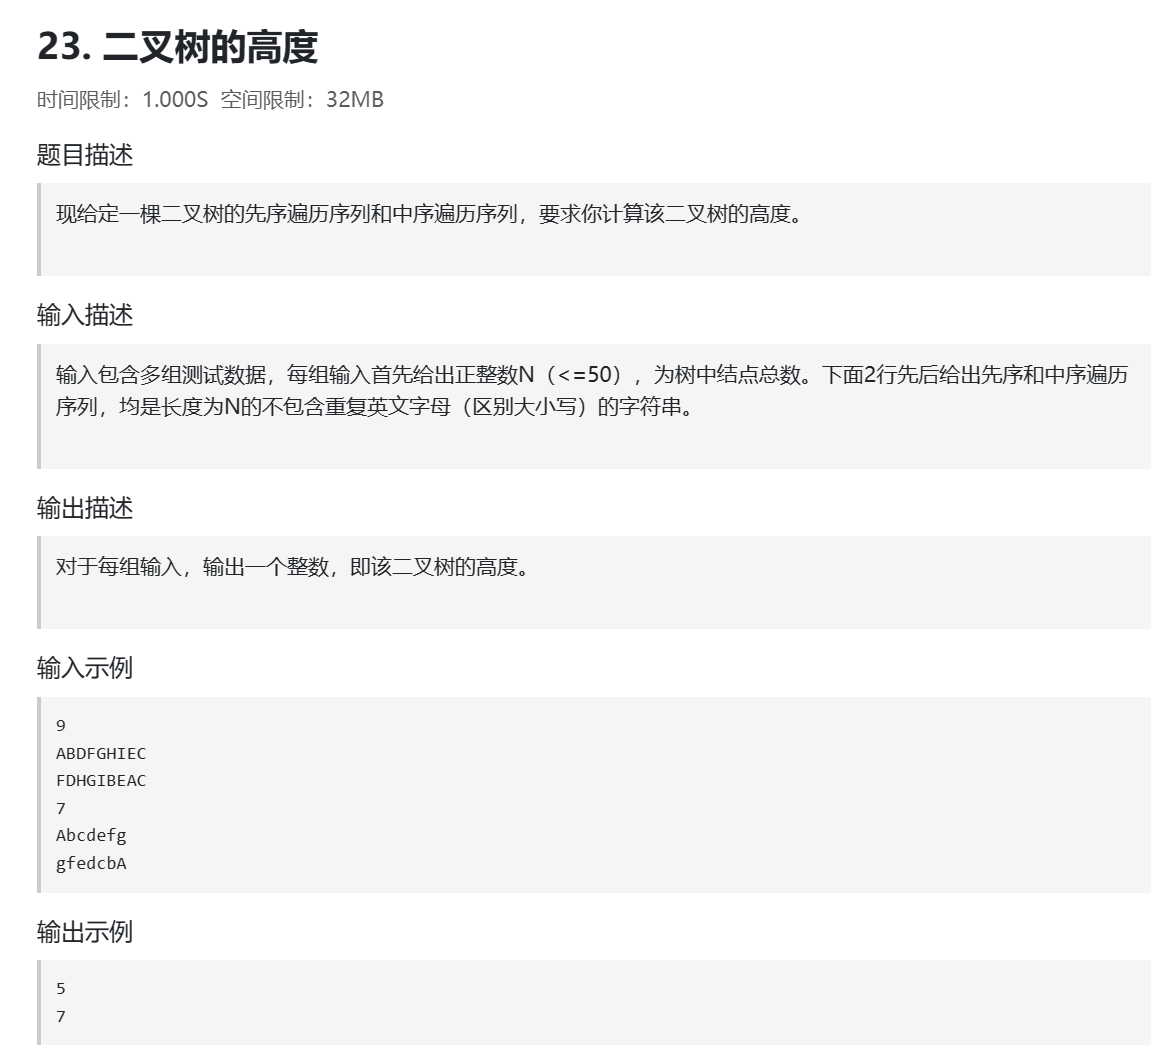 23. 二叉树的高度
时间限制：1.000S 空间限制：32MB
题目描述
现给定一棵二叉树的先序遍历序列和中序遍历序列，要求你计算该二叉树的高度。
输入描述
输入包含多组测试数据，每组输入首先给出正整数N（<=50），为树中结点总数。下面2行先后给出先序和中序遍历
序列，均是长度为N的不包含重复英文字母（区别大小写）的字符串。
输出描述
对于每组输入，输出一个整数，即该二叉树的高度。
输入示例
9
ABDFGHIEC
FDHGIBEAC
7
Abcdefg
gfedcbA
输出示例
5
7